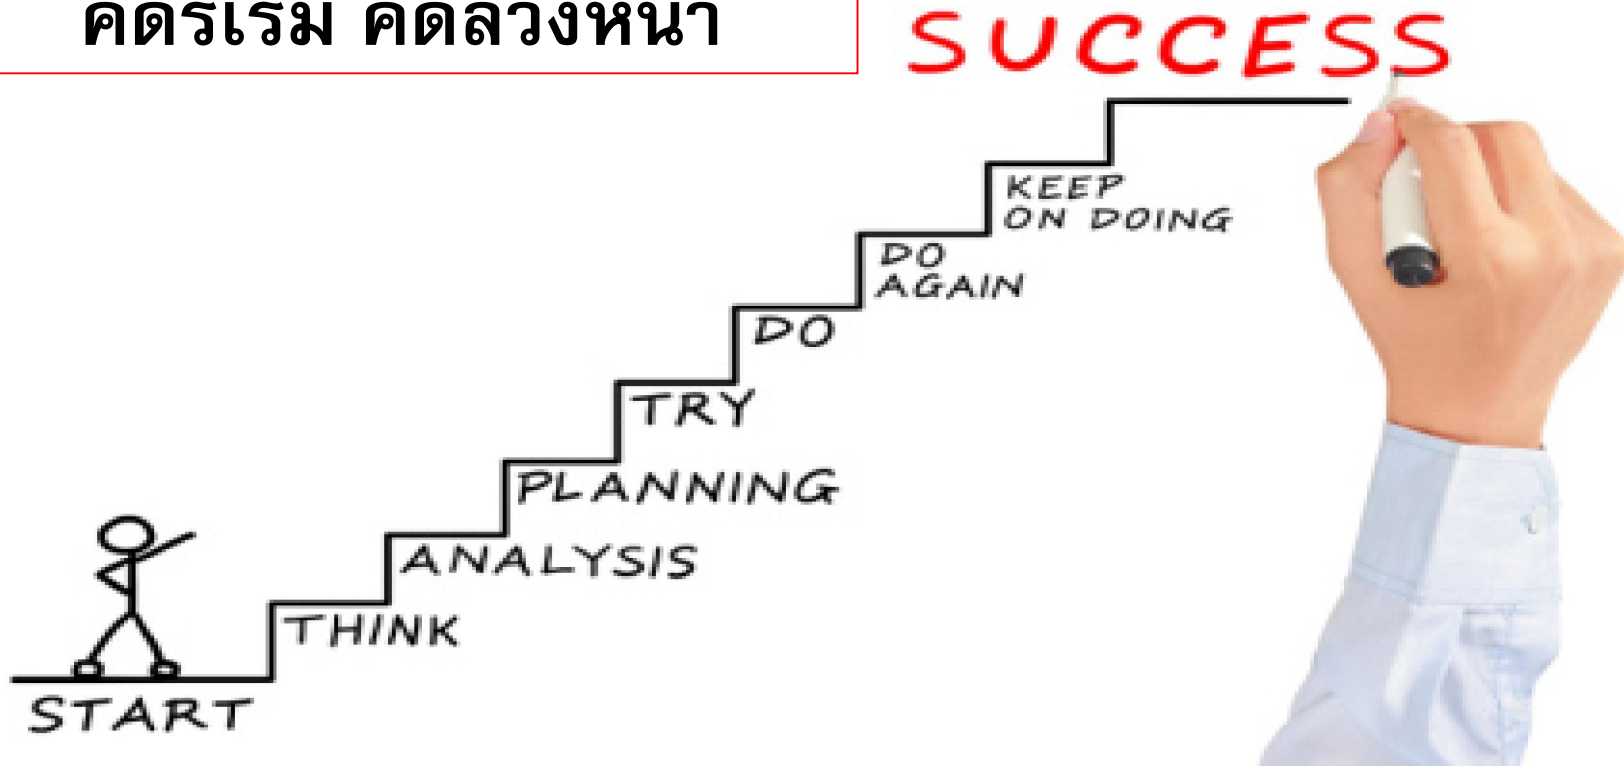 คดรเรม คดลวงหนา
SUCCESS
KEEP
ON DOING
DO
AGAIN
DO
TRY
PLANNING
ANALYSIS
THINK
START